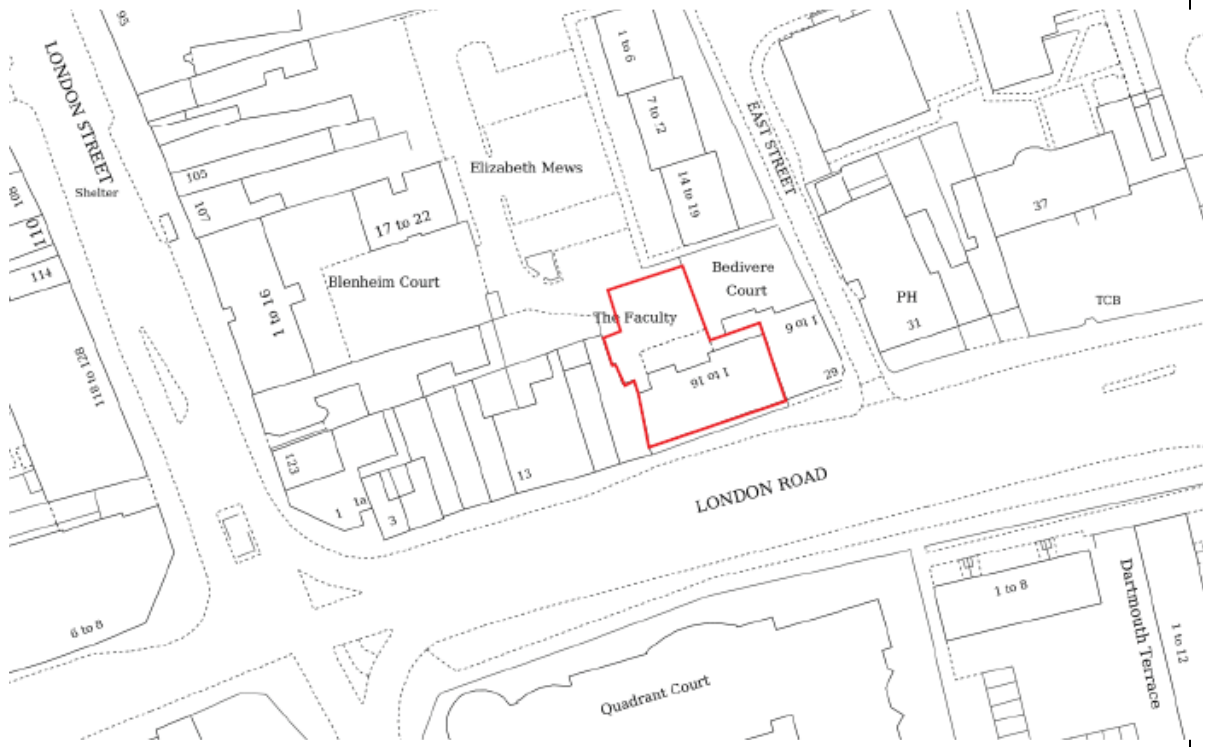 95
LONDON STREET
1 to 6
7 to 12
EAST STREET
Elizabeth Mews
105
Shelter
107
108
110
14 to 19
37
17 to 22
114
Blenheim Court
1 to 16
Bedivere
Court
PH
31
TCB
The Faculty
1 to 6
118 to 128
1 to 16
29
123
13
1a
1
3
LONDON ROAD
6 to 8
1 to 8
Dartmouth Terrace
1 to 12
Quadrant Court